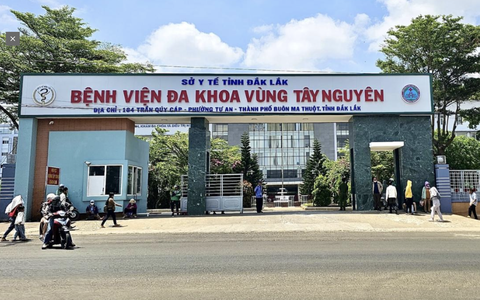 SỞ Y TẾ TỈNH ĐẮK LẮK
BỆNH VIỆN ĐA KHOA VÙNG TÂY NGUYÊN
ĐỊA CHỈ : 184 TRẦN QUÝ CÁP - PHƯỜNG TỰ AN - THÀNH PHỐ BUÔN MA THUỘT, TỈNH ĐẮK LẮK